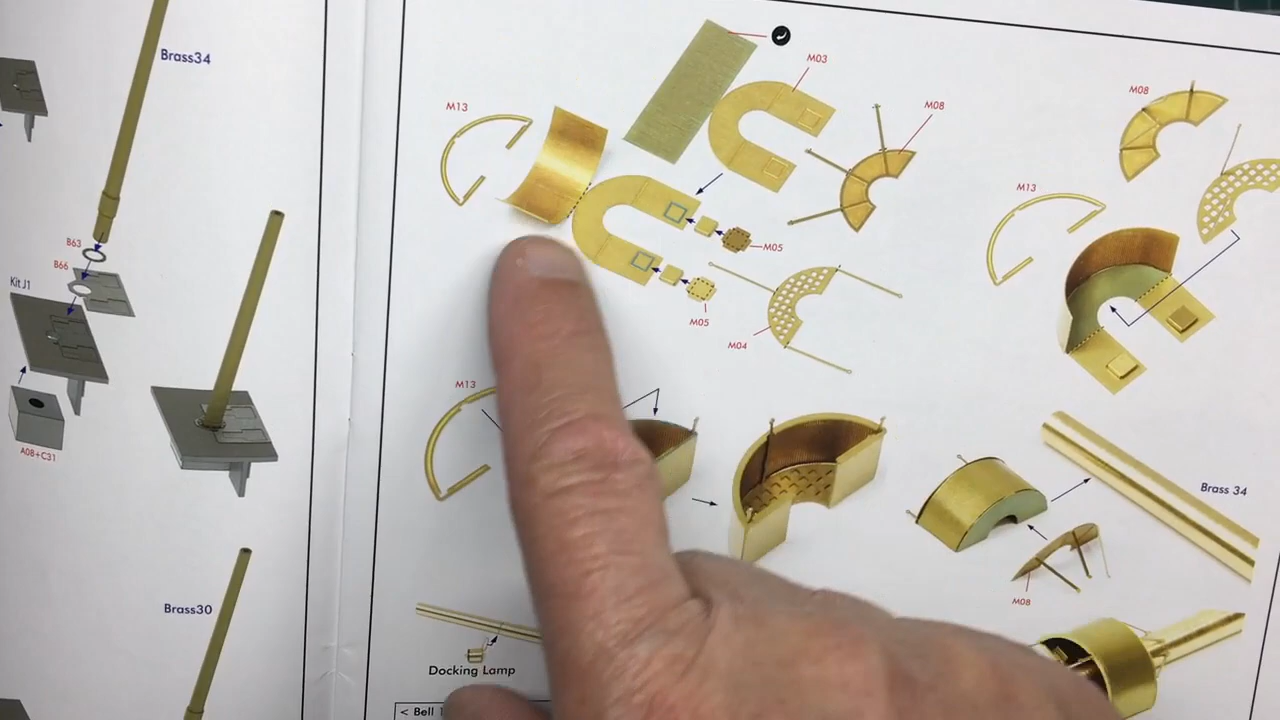 Brass34
B63
B66
Kit J1
A08+C31
Brass30
M13
M03
M08
M05
M05
M04
M08
M13
M13
Brass 34
M08
Docking Lamp
< Bell